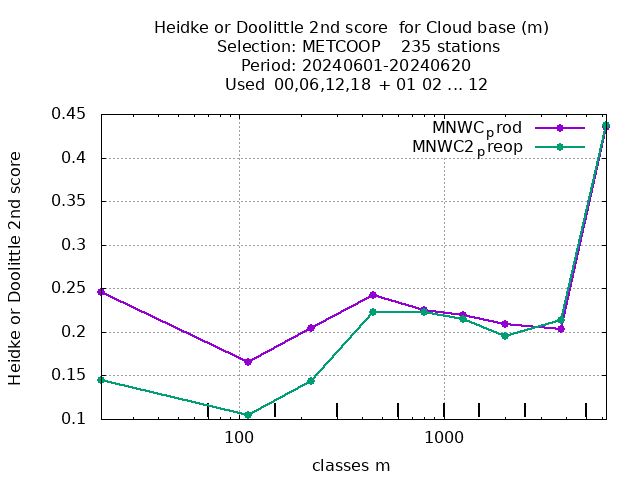 Heidke or Doolittle 2nd score  for Cloud base (m)
Selection: METCOOP    235 stations
Period: 20240601-20240620
Used  00,06,12,18 + 01 02 ... 12
MNWCprod
MNWC2preop
0.45
0.4
0.35
0.3
0.25
0.2
0.15
0.1
Heidke or Doolittle 2nd score
100
1000
classes m